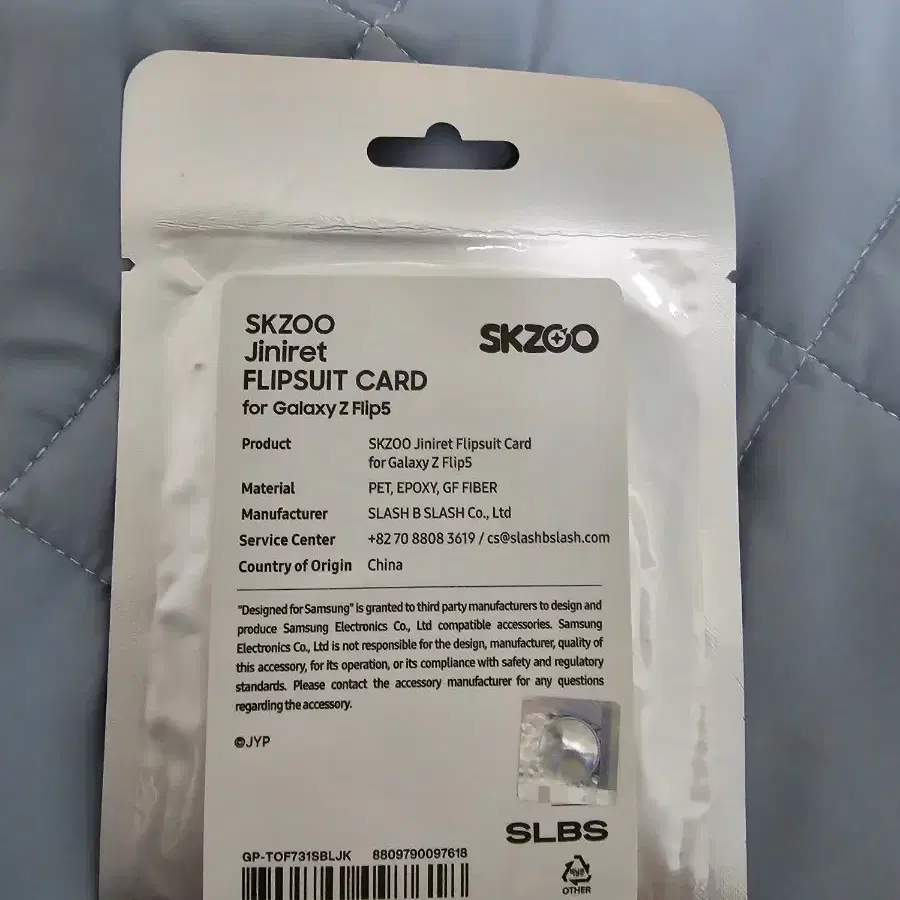 SKZOO
Jiniret
FLIPSUIT CARD
for Galaxy Z Flip5
SKZOO
Product SKZOO Jiniret Flipsuit Card
for Galaxy Z Flip5
Material PET, EPOXY, GF FIBER
Manufacturer SLASH B SLASH Co., Ltd
Service Center +82 70 8808 3619 / cs@slashbslash.com
Country of Origin China
"Designed for Samsung" is granted to third party manufacturers to design and
produce Samsung Electronics Co., Ltd compatible accessories. Samsung
Electronics Co., Ltd is not responsible for the design, manufacturer, quality of
this accessory, for its operation, or its compliance with safety and regulatory
standards. Please contact the accessory manufacturer for any questions
regarding the accessory.
©JYP
SLBS
GP-TOF731SBLJK 8809790097618
OTHER